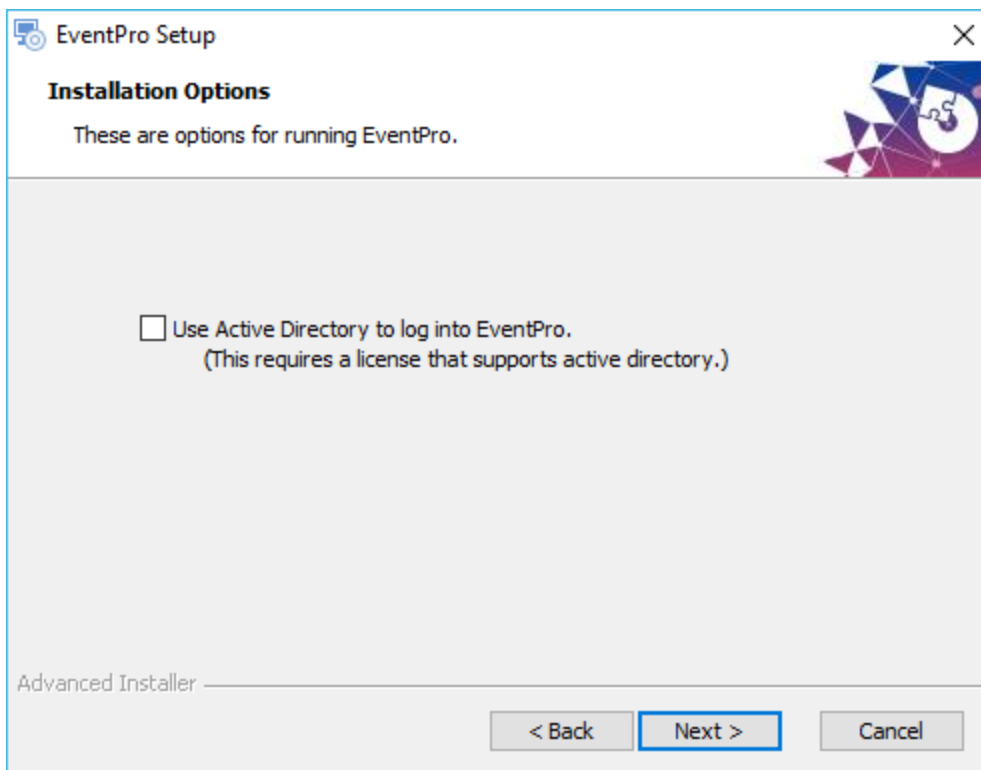 EventPro Setup
Installation Options
These are options for running EventPro.
Use Active Directory to log into EventPro.
(This requires a license that supports active directory.)
Advanced Installer
< Back
Next >
Cancel